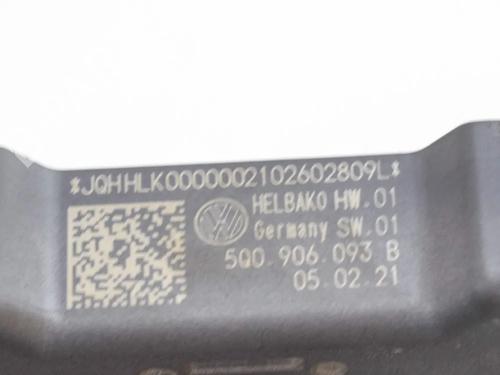 *JQHHLK0000002102602809L*
HELBAKO HW.01
Germany SW.01
5Q0.906.093 B
05.02.21